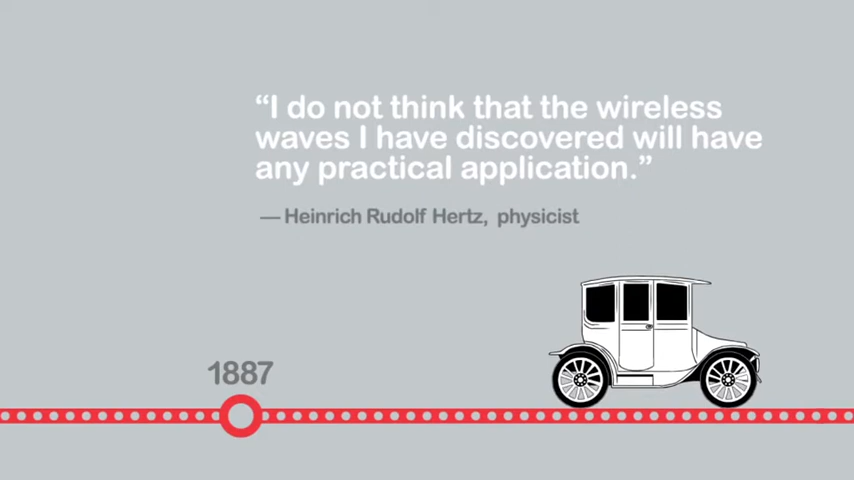 “I do not think that the wireless
waves I have discovered will have
any practical application.”
— Heinrich Rudolf Hertz, physicist
1887